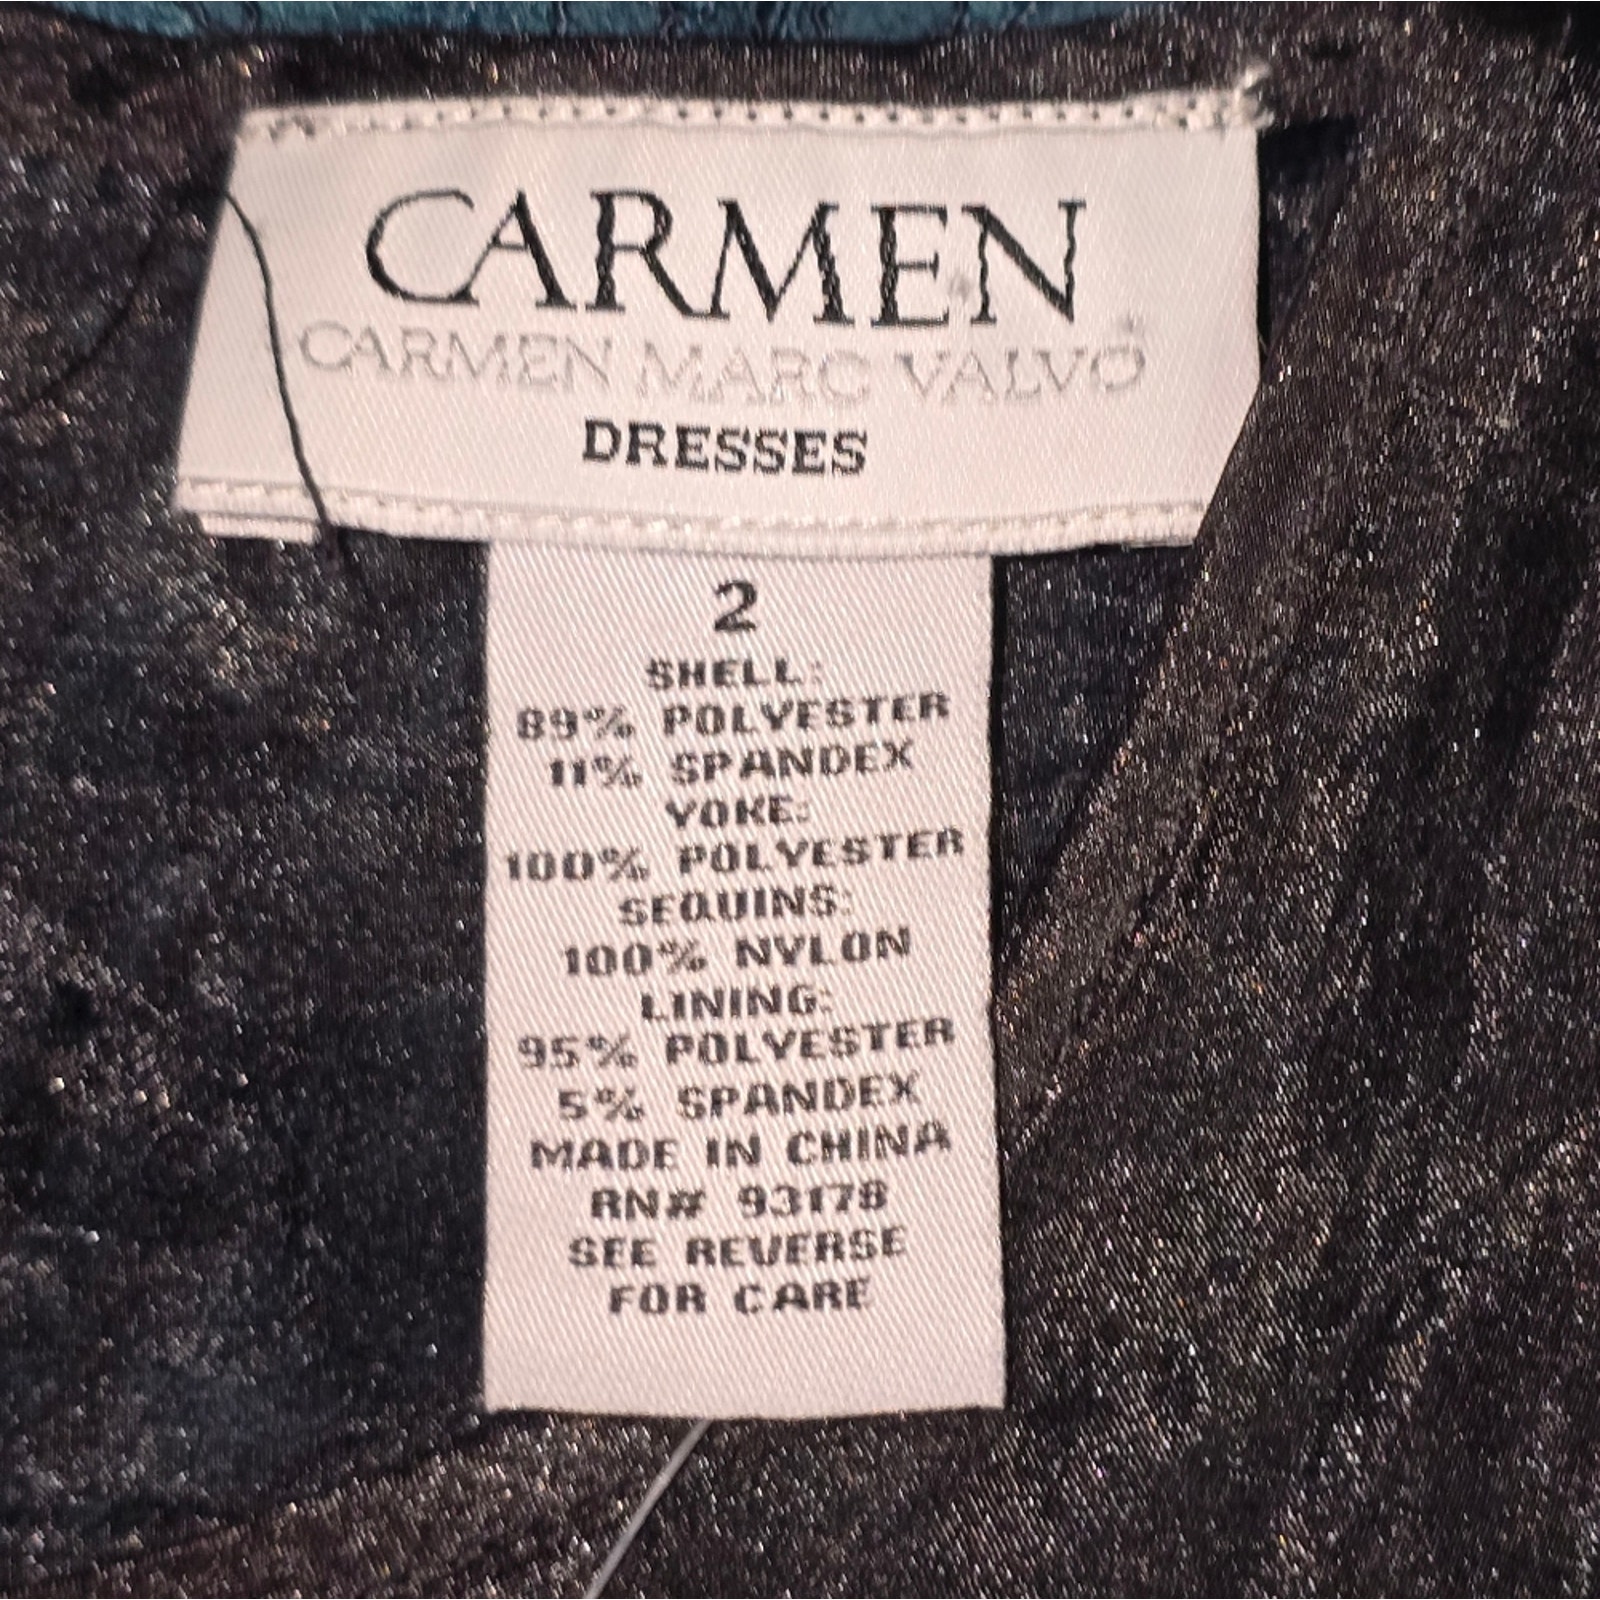 CARMEN
CARMEN MARC VALVO
DRESSES
2
SHELL:
89% POLYESTER
11% SPANDEX
YOKE:
100% POLYESTER
SEQUINS:
100% NYLON
LINING:
95% POLYESTER
5% SPANDEX
MADE IN CHINA
RN# 93178
SEE REVERSE
FOR CARE